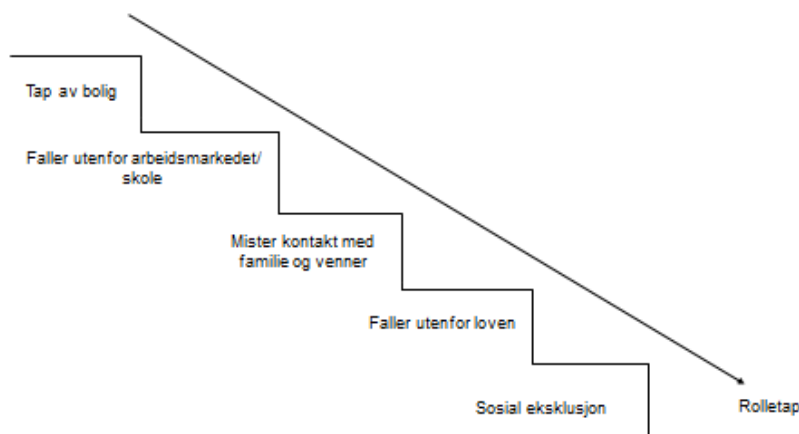 Tap av bolig
Faller utenfor arbeidsmarkedet/
skole
Mister kontakt med
familie og venner
Faller utenfor loven
Sosial eksklusjon
Rolletap